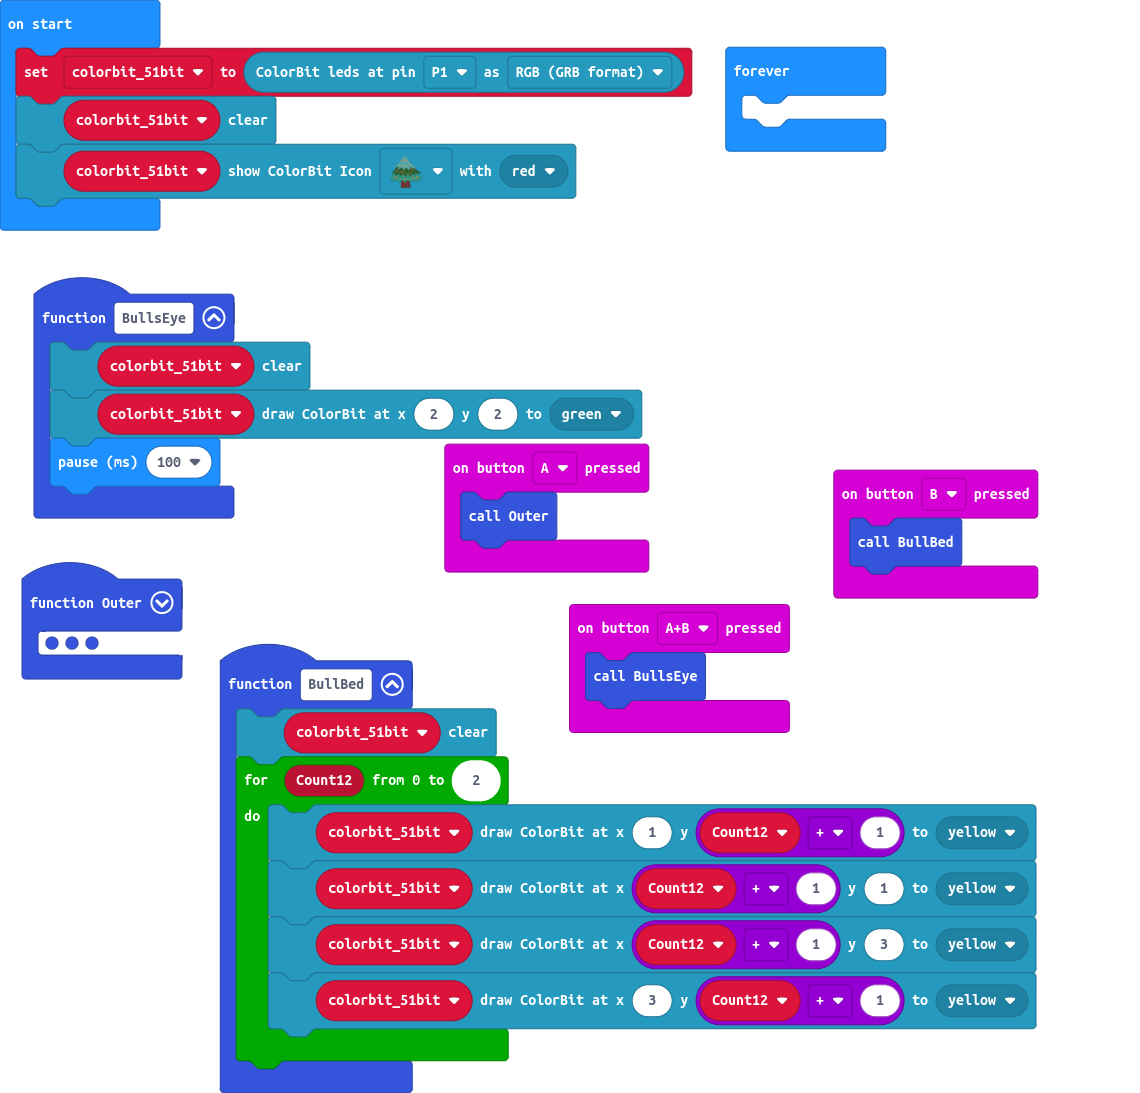 on start
set colorbit_51bit to ColorBit leds at pin P1 as RGB (GRB format)
colorbit_51bit clear
colorbit_51bit show ColorBit Icon with red
forever
function BullsEye
colorbit_51bit clear
colorbit_51bit draw ColorBit at x 2 y 2 to green
pause (ms) 100
on button A pressed
call Outer
on button B pressed
call BullBed
function Outer
on button A+B pressed
call BullsEye
function BullBed
colorbit_51bit clear
for Count12 from 0 to 2
do
colorbit_51bit draw ColorBit at x 1 y Count12 + 1 to yellow
colorbit_51bit draw ColorBit at x Count12 + 1 y 1 to yellow
colorbit_51bit draw ColorBit at x Count12 + 1 y 3 to yellow
colorbit_51bit draw ColorBit at x 3 y Count12 + 1 to yellow